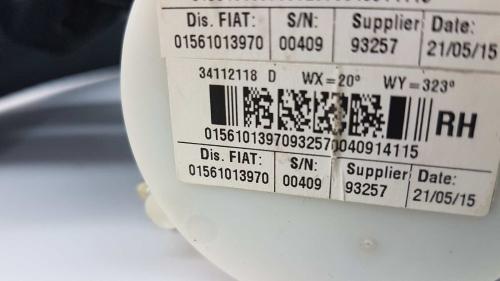 Dis. FIAT: S/N: Supplier Date:
01561013970 00409 93257 21/05/15
34112118 D WX=20° WY=323°
RH
01561013970932570040914115
Dis. FIAT: S/N: Supplier Date:
01561013970 00409 93257 21/05/15